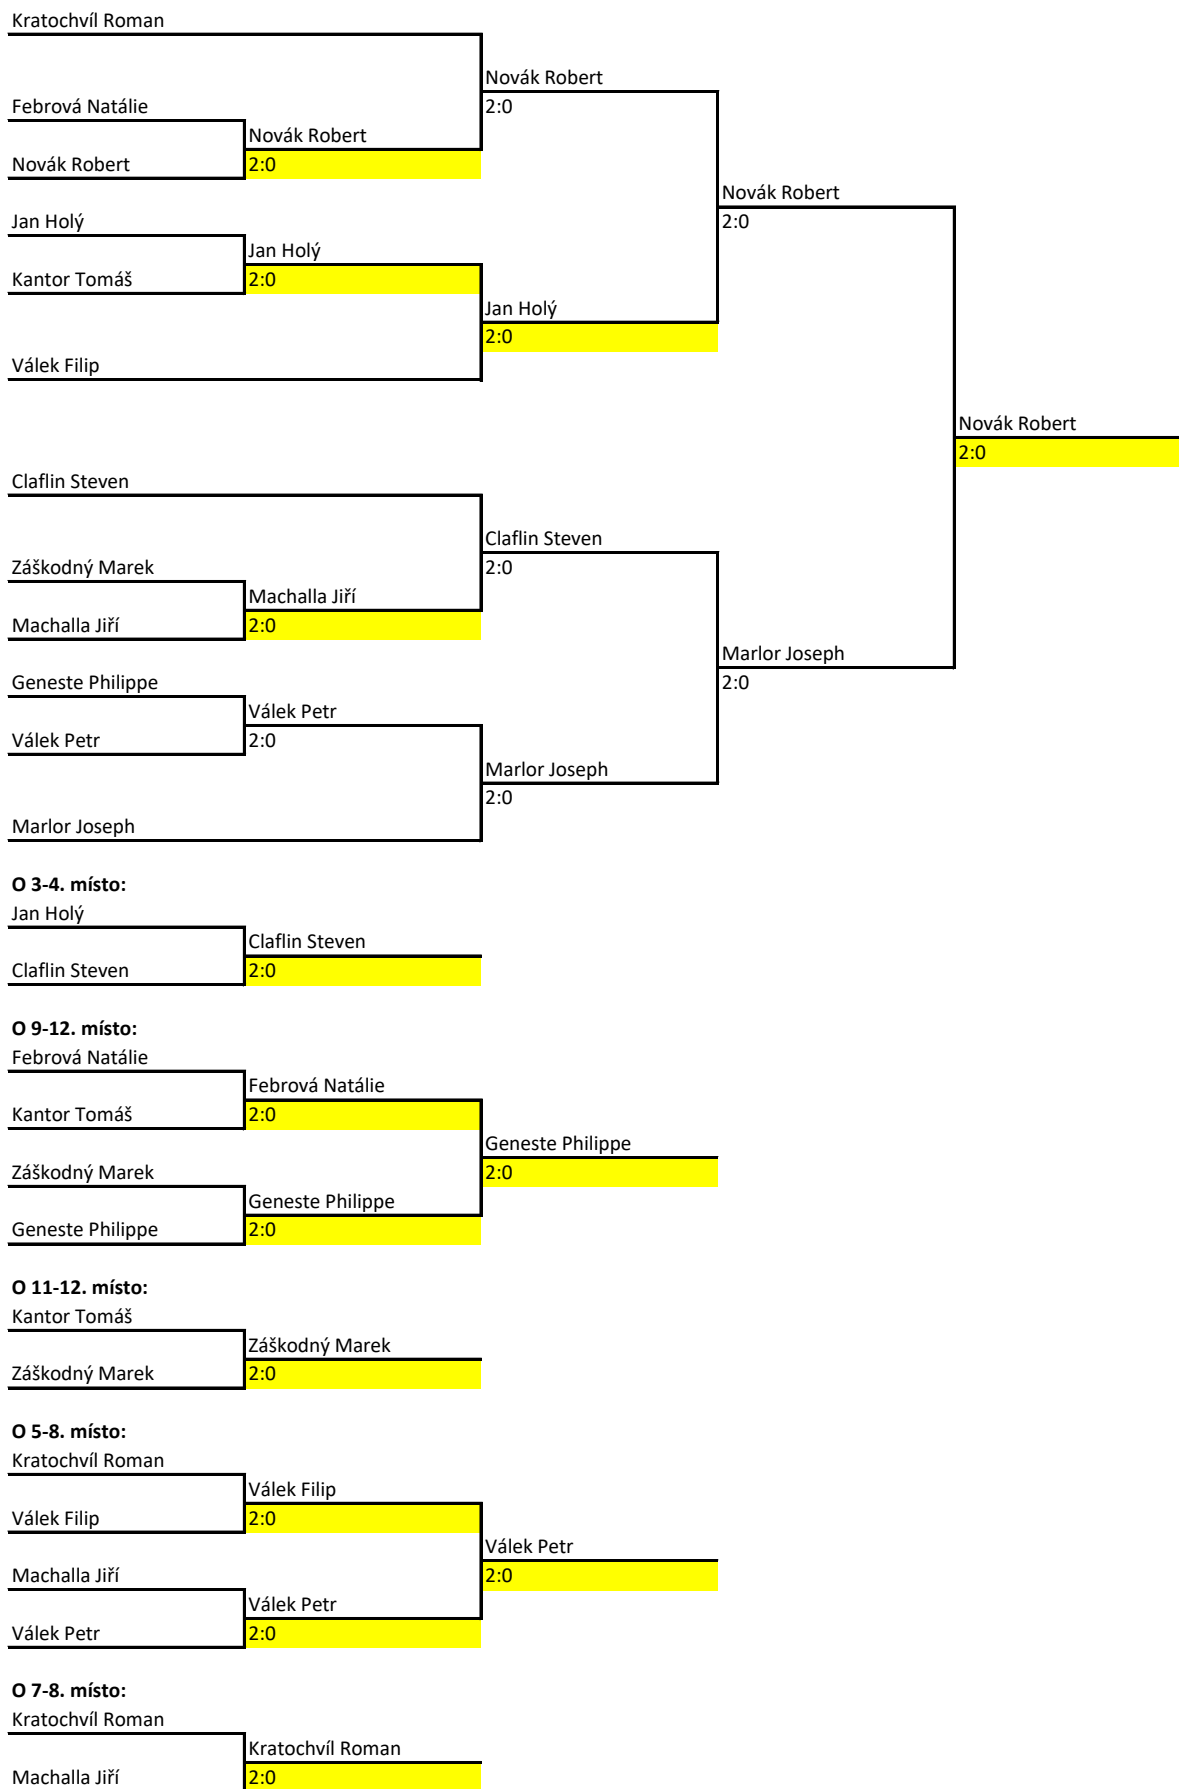 Kratochvíl Roman
Novák Robert
Febrová Natálie
2:0
Novák Robert
Novák Robert
2:0
Novák Robert
Jan Holý
2:0
Jan Holý
Kantor Tomáš
2:0
Jan Holý
2:0
Válek Filip
Novák Robert
2:0
Claflin Steven
Claflin Steven
Záškodný Marek
2:0
Machalla Jiří
Machalla Jiří
2:0
Marlor Joseph
Geneste Philippe
2:0
Válek Petr
Válek Petr
2:0
Marlor Joseph
2:0
Marlor Joseph
O 3-4. místo:
Jan Holý
Claflin Steven
Claflin Steven
2:0
O 9-12. místo:
Febrová Natálie
Febrová Natálie
Kantor Tomáš
2:0
Geneste Philippe
Záškodný Marek
2:0
Geneste Philippe
Geneste Philippe
2:0
O 11-12. místo:
Kantor Tomáš
Záškodný Marek
Záškodný Marek
2:0
O 5-8. místo:
Kratochvíl Roman
Válek Filip
Válek Filip
2:0
Válek Petr
Machalla Jiří
2:0
Válek Petr
Válek Petr
2:0
O 7-8. místo:
Kratochvíl Roman
Kratochvíl Roman
Machalla Jiří
2:0